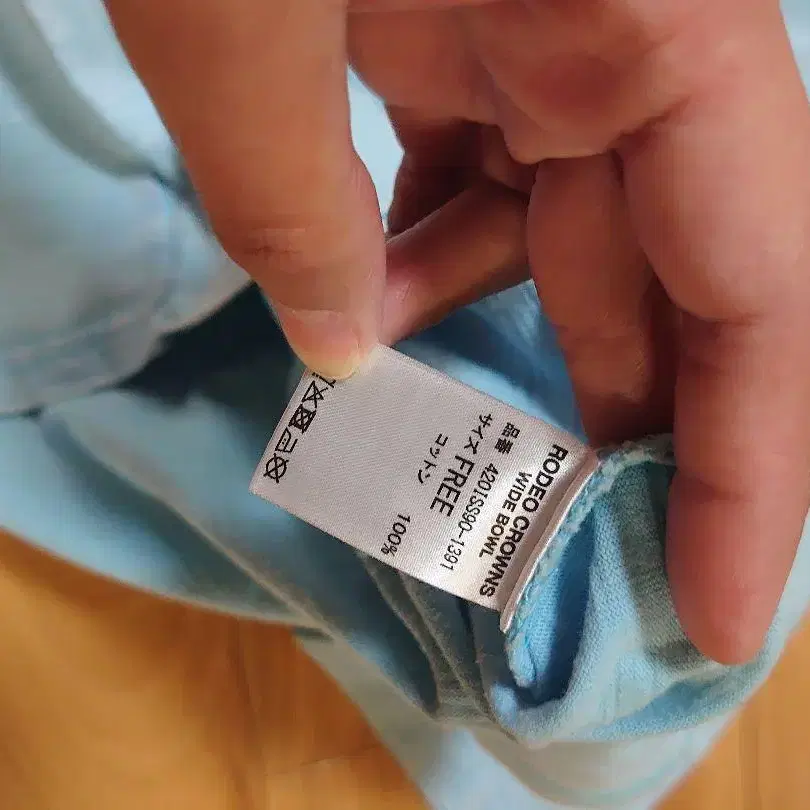 RODEO CROWNS
WIDE BOWL
品番 420ISS90-1391
サイズ FREE
コットン 100%